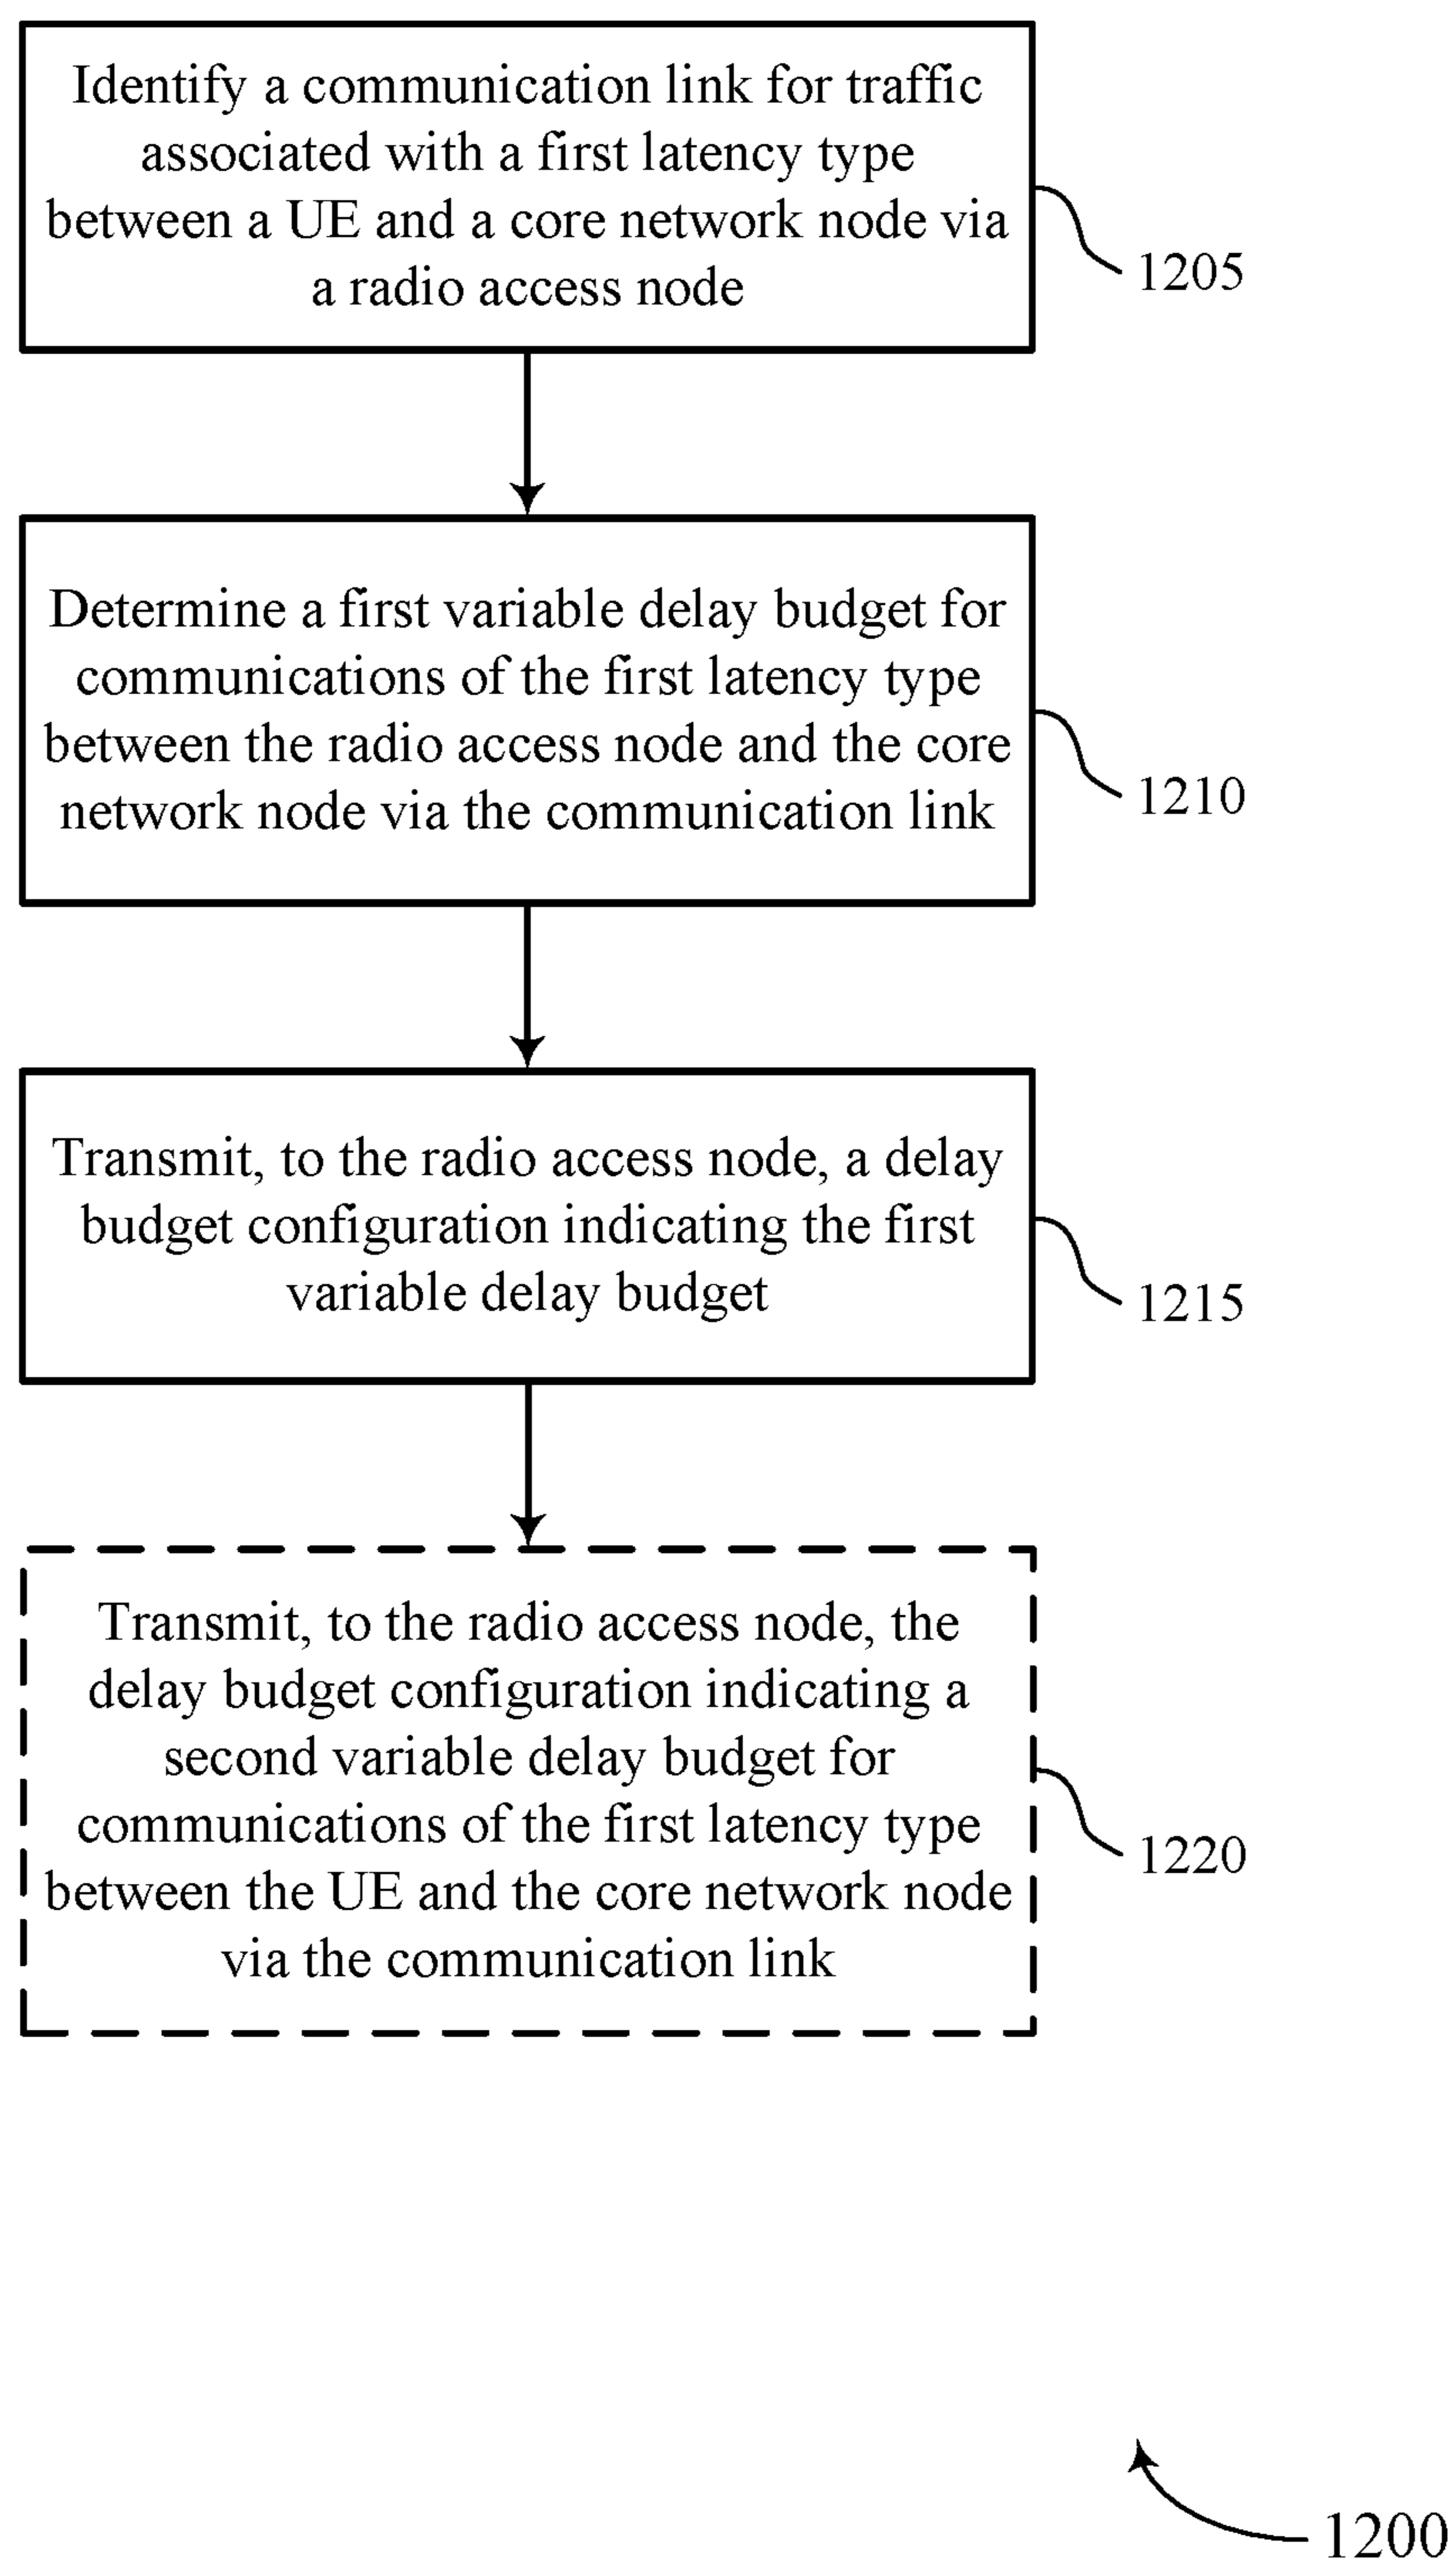 Identify a communication link for traffic
associated with a first latency type
between a UE and a core network node via
a radio access node
1205
Determine a first variable delay budget for
communications of the first latency type
between the radio access node and the core
network node via the communication link
1210
Transmit, to the radio access node, a delay
budget configuration indicating the first
variable delay budget
1215
Transmit, to the radio access node, the
delay budget configuration indicating a
second variable delay budget for
communications of the first latency type
between the UE and the core network node
via the communication link
1220
1200